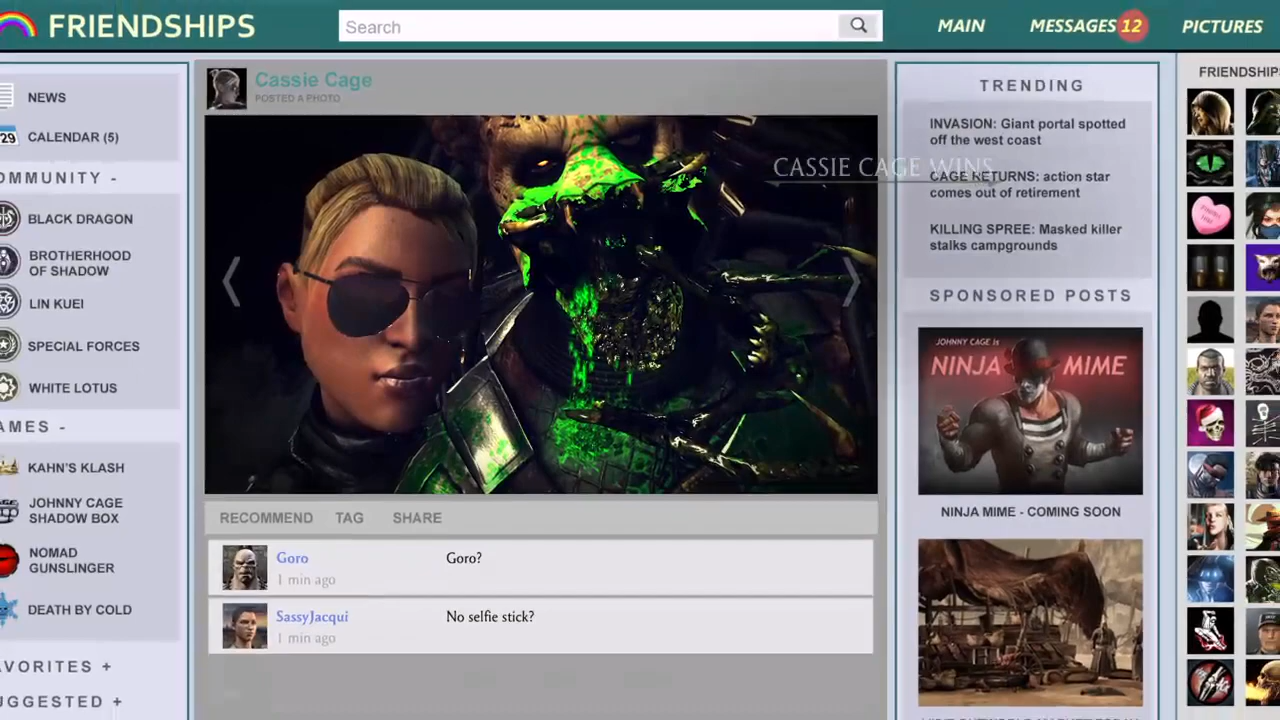 FRIENDSHIPS
Search
MAIN
MESSAGES 12
PICTURES
NEWS
29
CALENDAR (5)
OMMUNITY -
BLACK DRAGON
BROTHERHOOD
OF SHADOW
LIN KUEI
SPECIAL FORCES
WHITE LOTUS
AMES -
KAHN'S KLASH
JOHNNY CAGE
SHADOW BOX
NOMAD
GUNSLINGER
DEATH BY COLD
AVORITES +
UGGESTED +
Cassie Cage
POSTED A PHOTO
CASSIE CAGE WINS
RECOMMEND
TAG
SHARE
Goro
Goro?
1 min ago
SassyJacqui
No selfie stick?
1 min ago
TRENDING
INVASION: Giant portal spotted
off the west coast
CAGE RETURNS: action star
comes out of retirement
KILLING SPREE: Masked killer
stalks campgrounds
SPONSORED POSTS
JOHNNY CAGE is
NINJA MIME
NINJA MIME - COMING SOON
FRIENDSHIPS